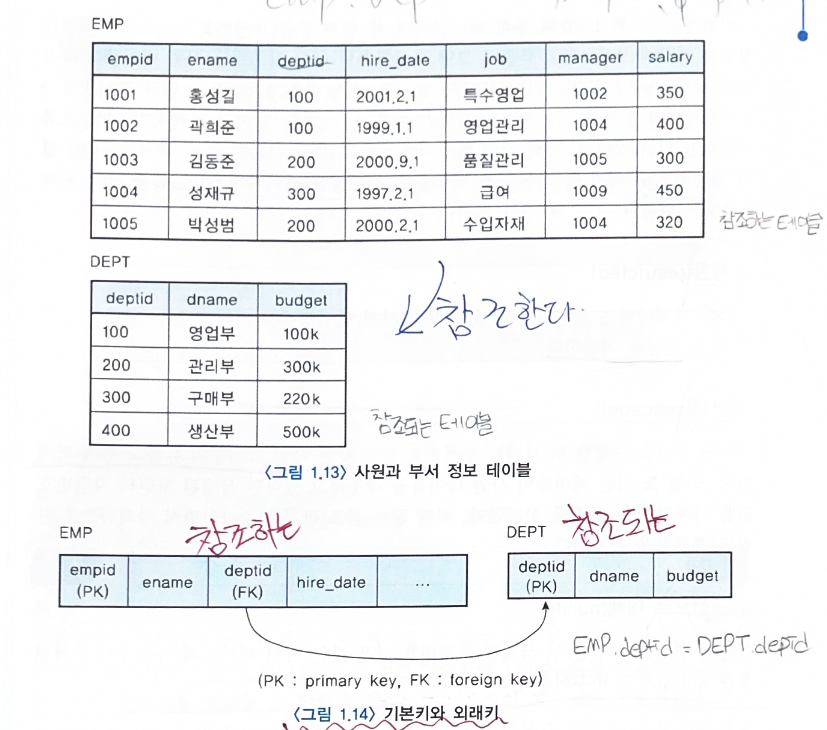 EMP
empid ename deptid hire_date job manager salary
1001 홍성길 100 2001.2.1 특수영업 1002 350
1002 곽희준 100 1999.1.1 영업관리 1004 400
1003 김동준 200 2000.9.1 품질관리 1005 300
1004 성재규 300 1997.2.1 급여 1009 450
1005 박성범 200 2000.2.1 수입자재 1004 320
참조하는 테이블
DEPT
deptid dname budget
100 영업부 100k
200 관리부 300k
300 구매부 220k
400 생산부 500k
참조한다.
참조되는 테이블
〈그림 1.13〉 사원과 부서 정보 테이블
EMP 참조하는
empid (PK) ename deptid (FK) hire_date ...
DEPT 참조되는
deptid (PK) dname budget
EMP.deptid = DEPT.deptid
(PK : primary key, FK : foreign key)
〈그림 1.14〉 기본키와 외래키